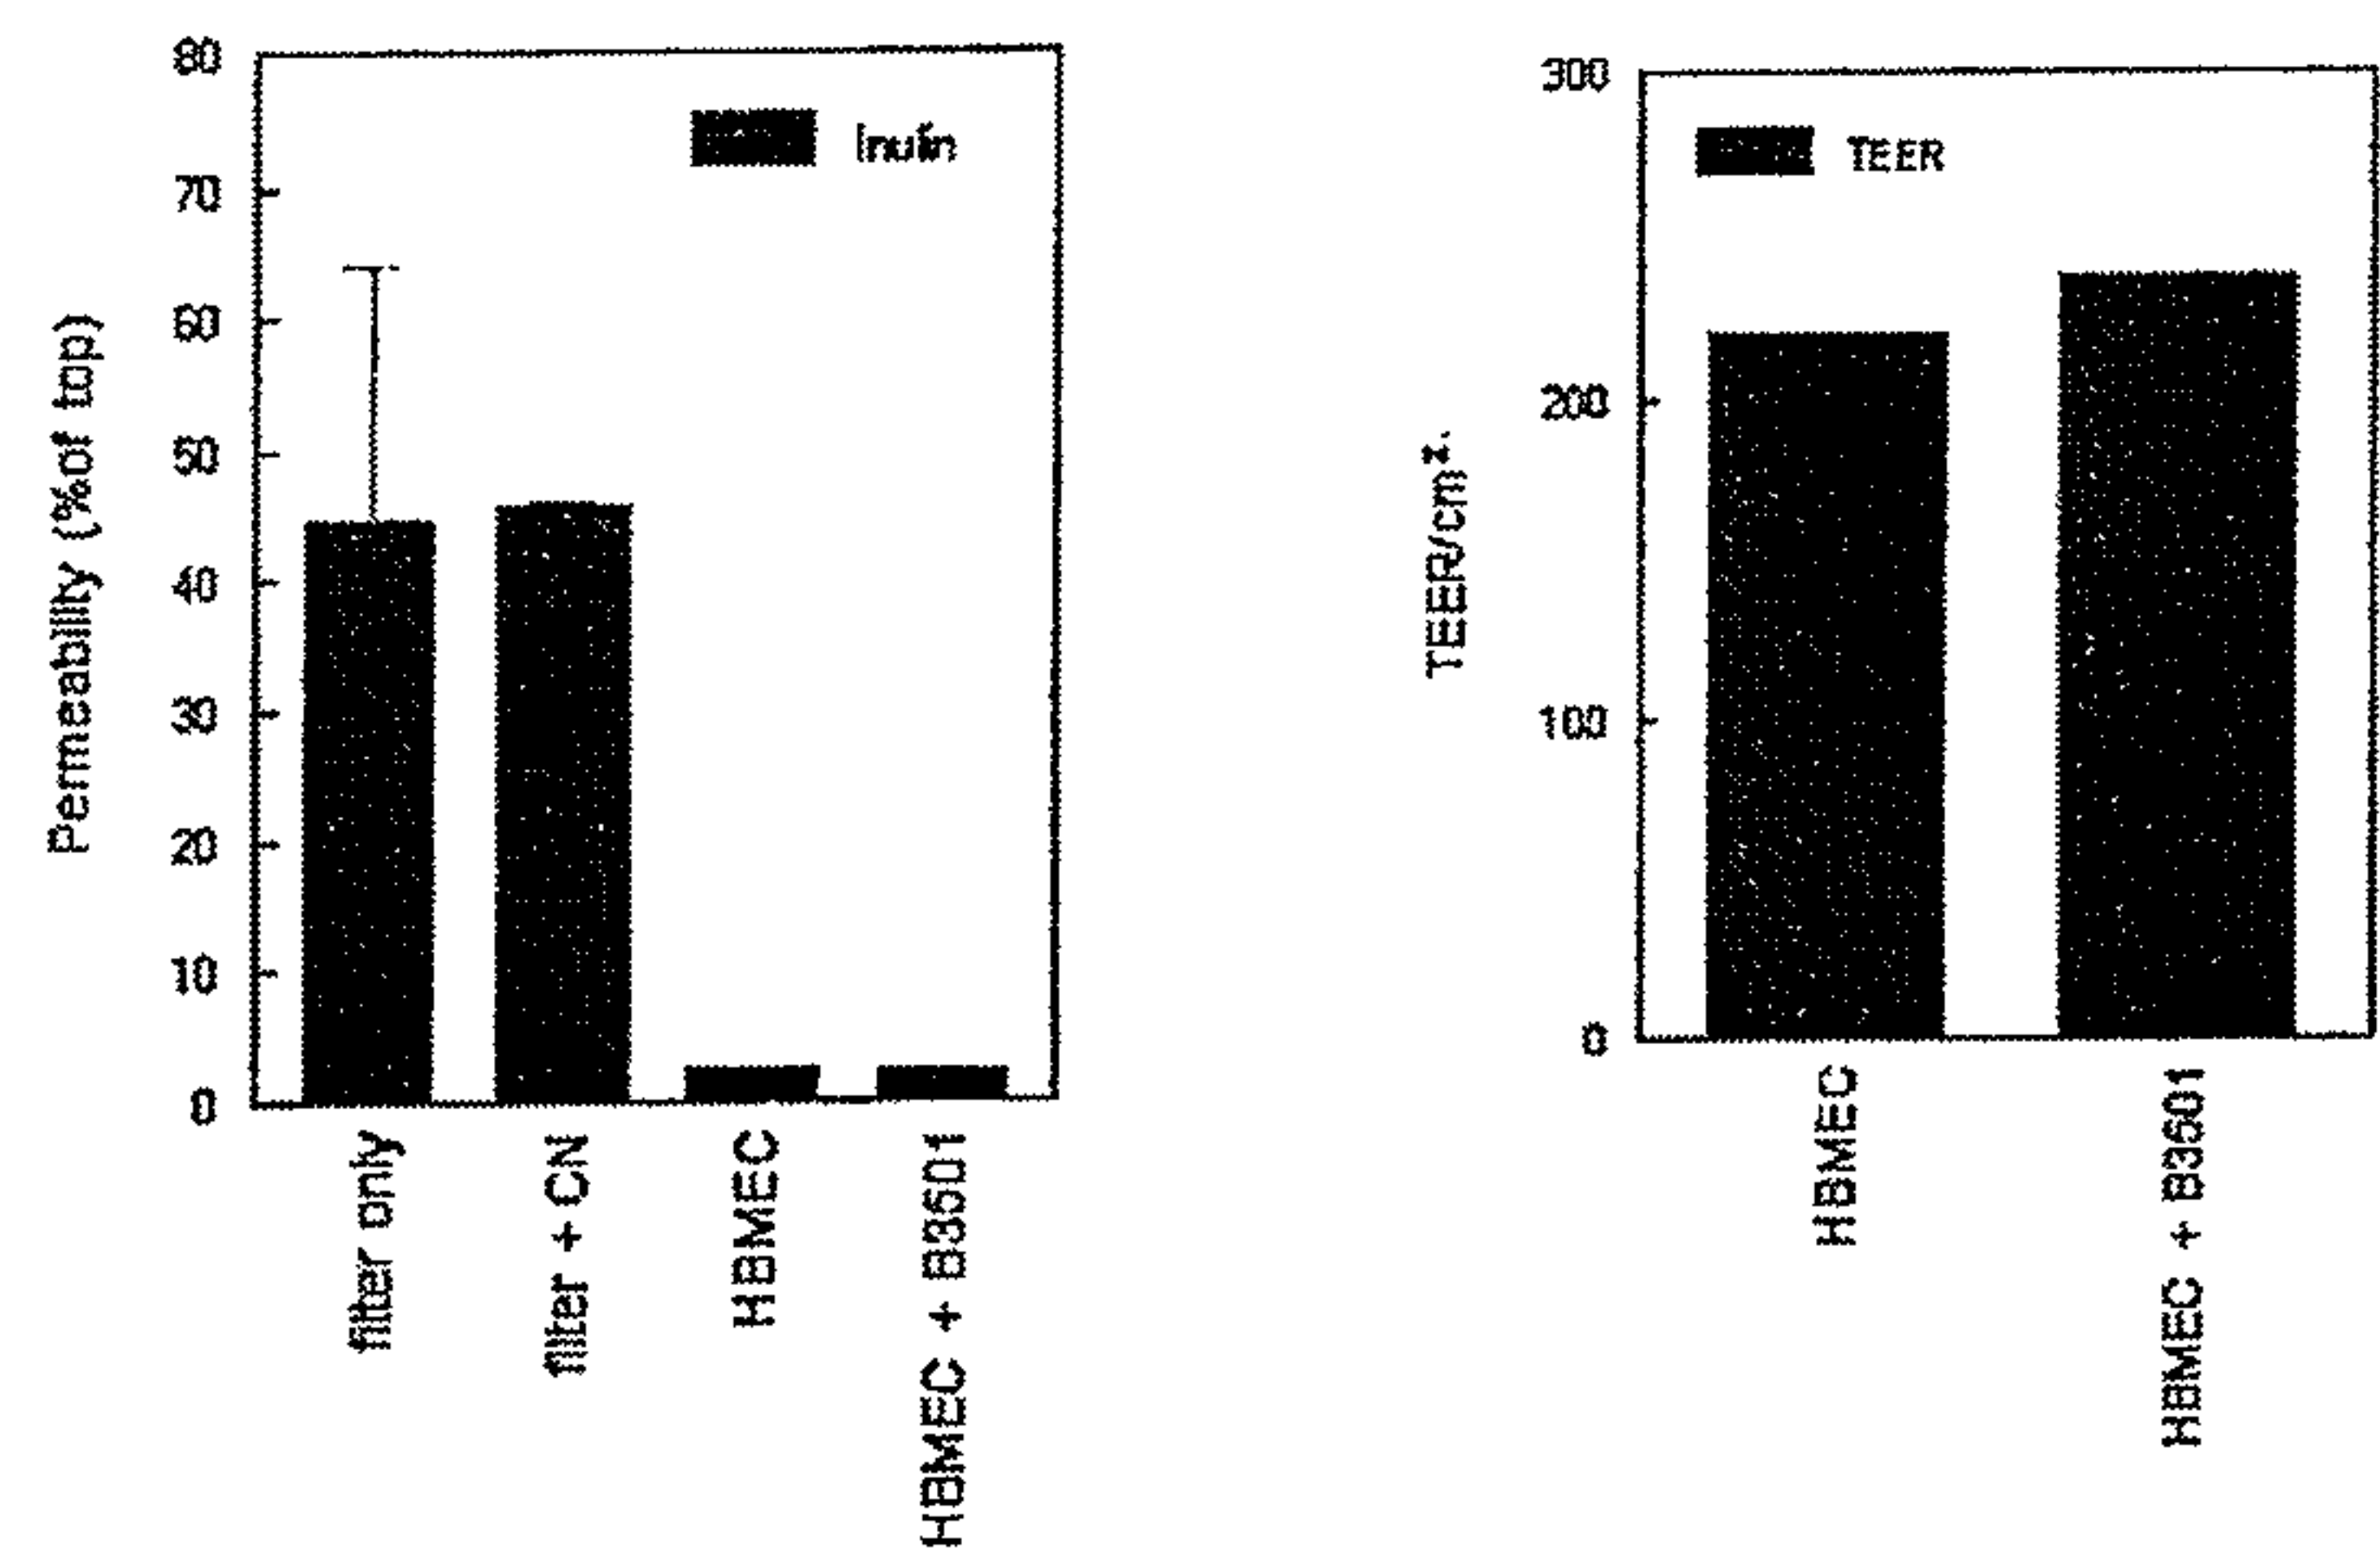 80
70
60
50
40
30
20
10
0
Permeability (%of top)
Inulin
filter only
filter + CN
HBMEC
HBMEC + B3501
300
200
100
0
TEER/cm².
TEER
HBMEC
HBMEC + B3501